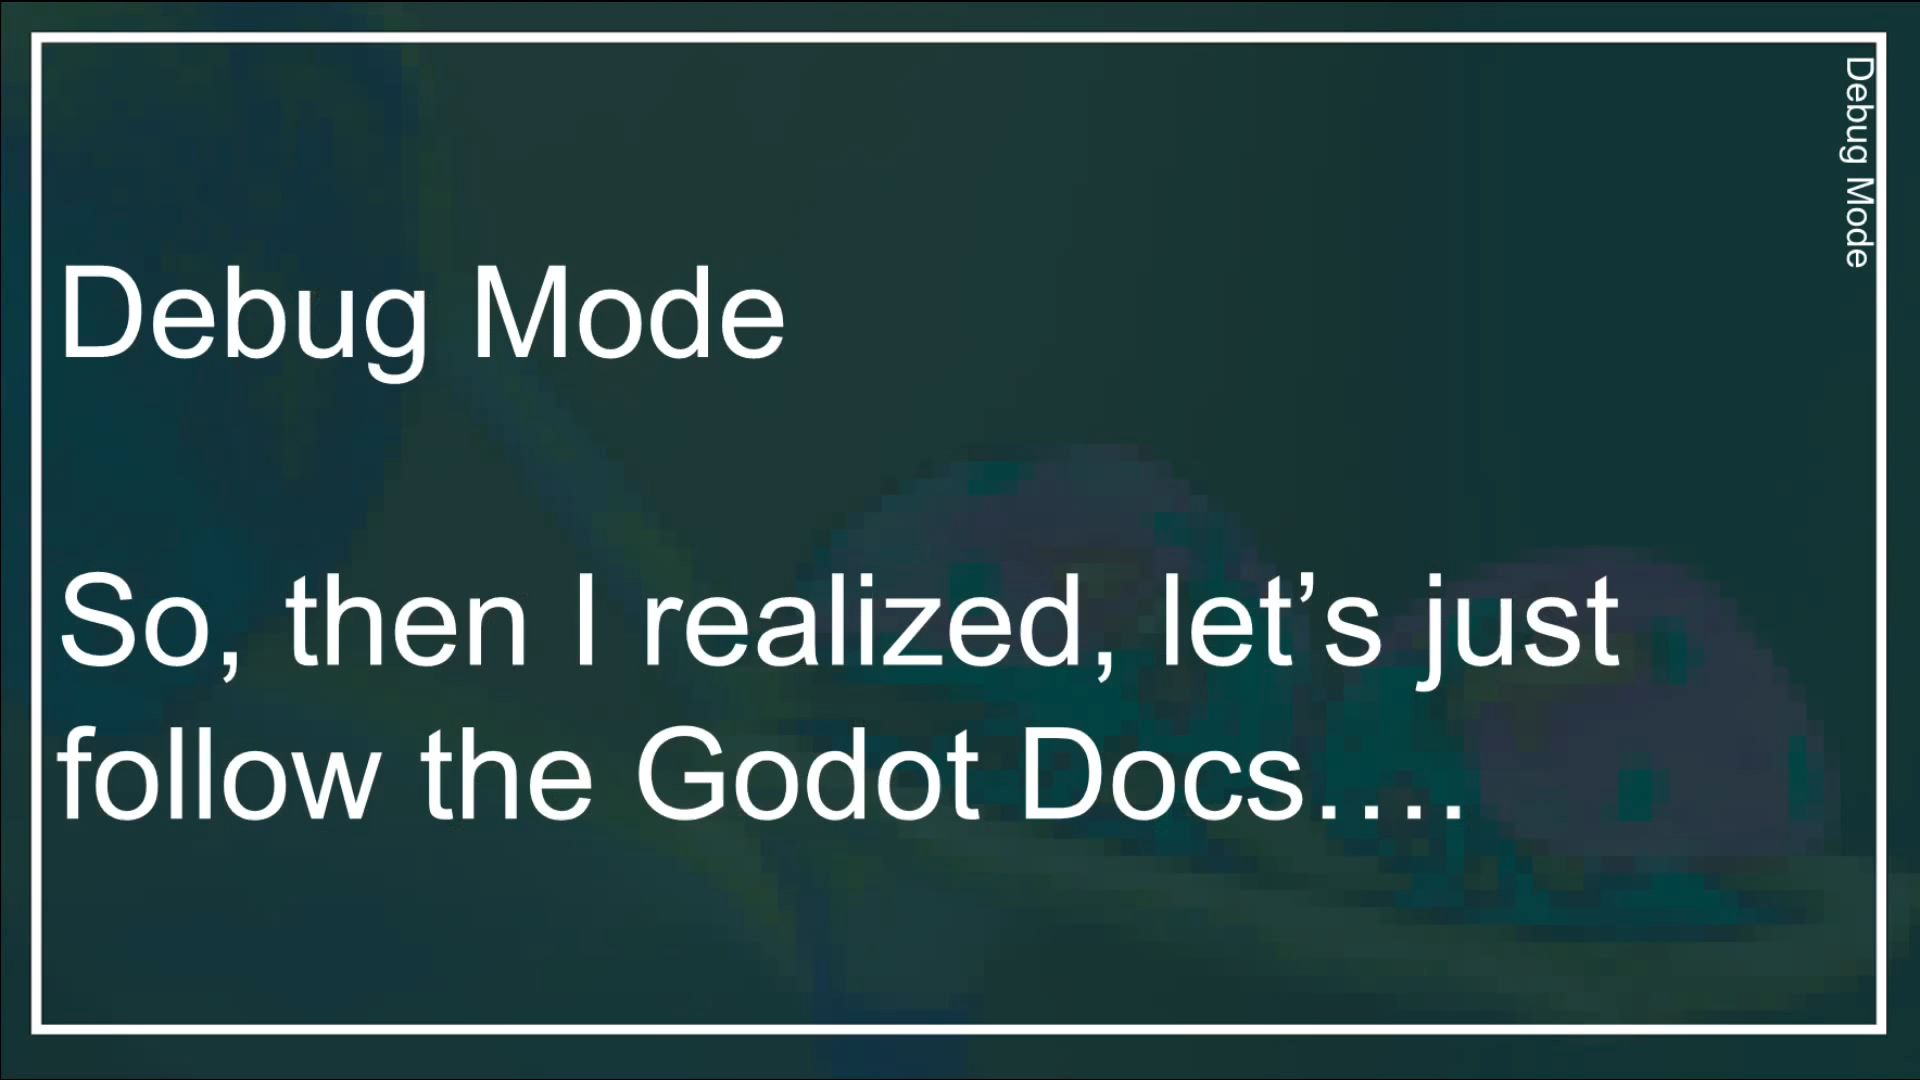 Debug Mode
Debug Mode
So, then I realized, let’s just
follow the Godot Docs….